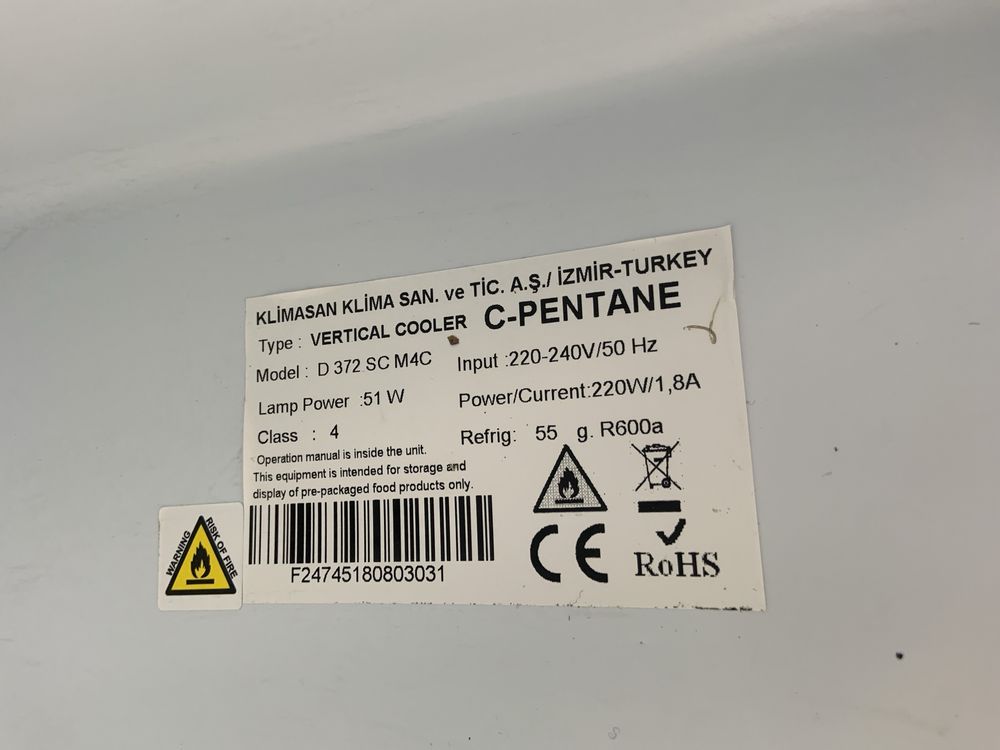 KLİMASAN KLİMA SAN. ve TİC. A.Ş./ İZMİR-TURKEY
Type : VERTICAL COOLER C-PENTANE
Model : D 372 SC M4C Input :220-240V/50 Hz
Lamp Power :51 W Power/Current:220W/1,8A
Class : 4 Refrig: 55 g. R600a
Operation manual is inside the unit.
This equipment is intended for storage and
display of pre-packaged food products only.
F24745180803031
CE
RoHS
WARNING
RISK OF FIRE